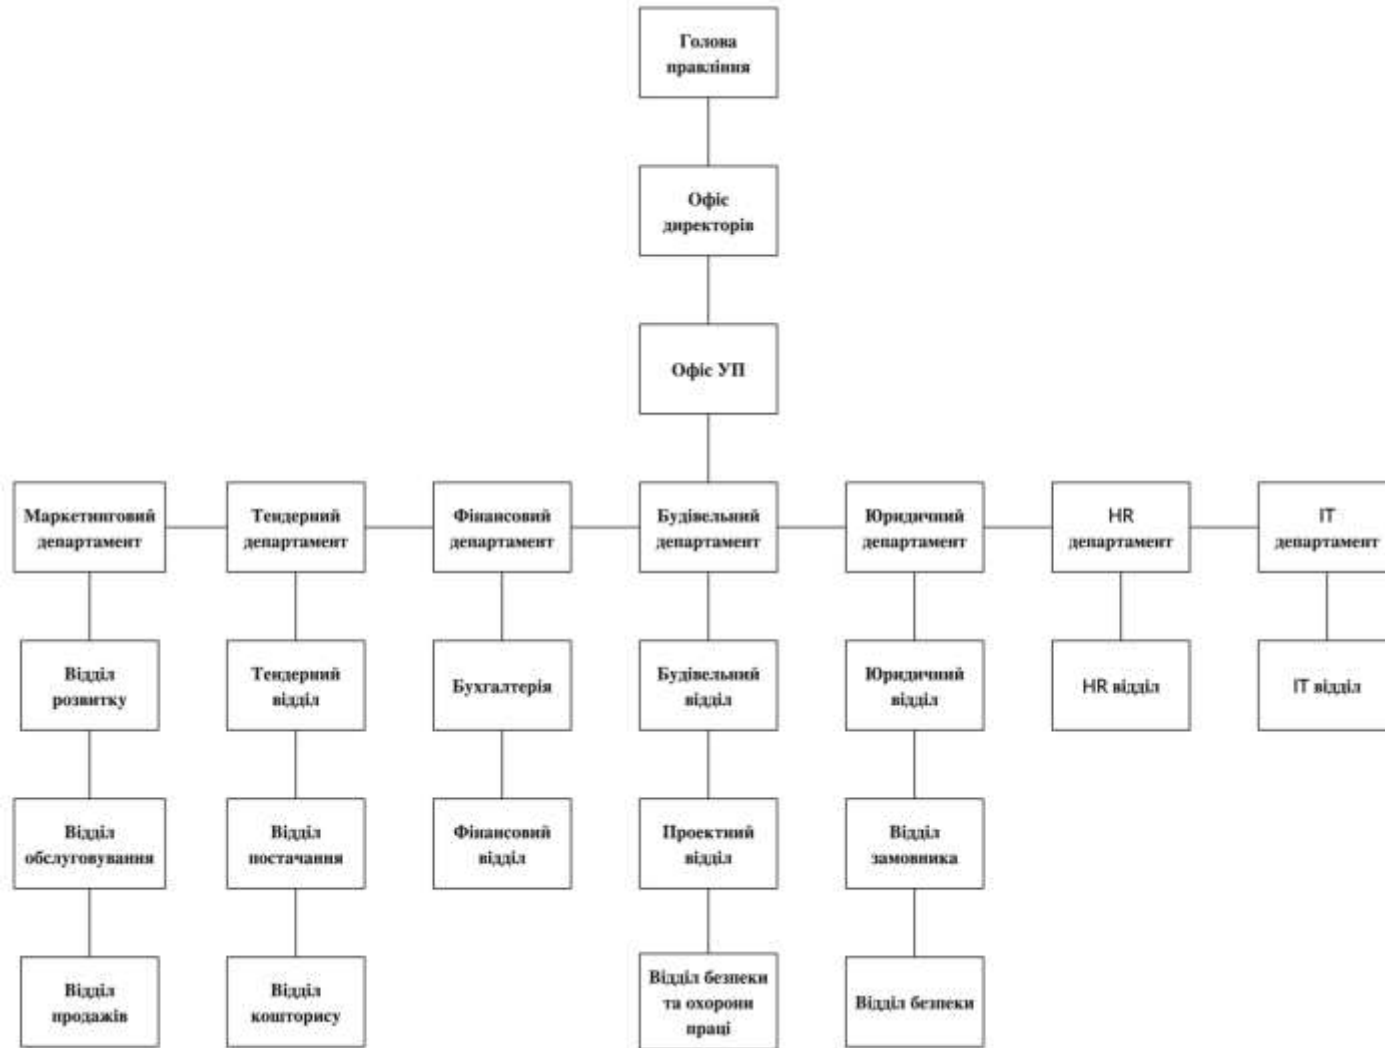 Голова
правління
Офіс
директорів
Офіс УП
Маркетинговий
департамент
Тендерний
департамент
Фінансовий
департамент
Будівельний
департамент
Юридичний
департамент
HR
департамент
IT
департамент
Відділ
розвитку
Тендерний
відділ
Бухгалтерія
Будівельний
відділ
Юридичний
відділ
HR відділ
IT відділ
Відділ
обслуговування
Відділ
постачання
Фінансовий
відділ
Проектний
відділ
Відділ
замовника
Відділ
продажів
Відділ
кошторису
Відділ безпеки
та охорони
праці
Відділ безпеки